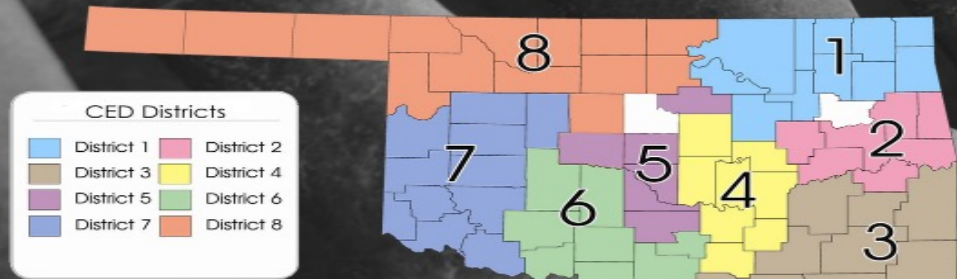 CED Districts
District 1 District 2
District 3 District 4
District 5 District 6
District 7 District 8
8
1
2
7
5
4
6
3